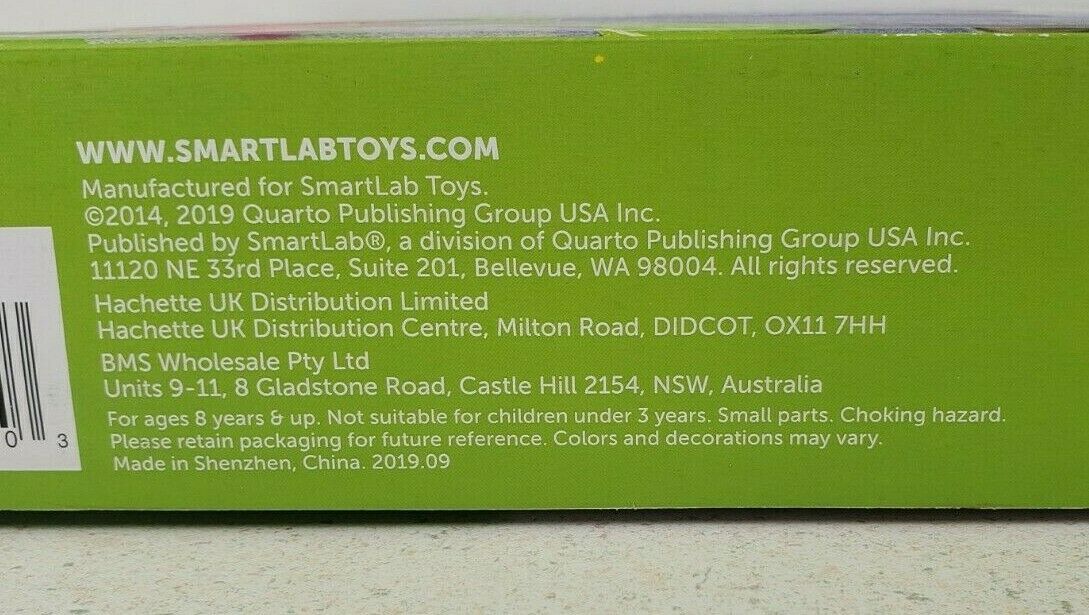 WWW.SMARTLABTOYS.COM
Manufactured for SmartLab Toys.
©2014, 2019 Quarto Publishing Group USA Inc.
Published by SmartLab®, a division of Quarto Publishing Group USA Inc.
11120 NE 33rd Place, Suite 201, Bellevue, WA 98004. All rights reserved.
Hachette UK Distribution Limited
Hachette UK Distribution Centre, Milton Road, DIDCOT, OX11 7HH
BMS Wholesale Pty Ltd
Units 9-11, 8 Gladstone Road, Castle Hill 2154, NSW, Australia
For ages 8 years & up. Not suitable for children under 3 years. Small parts. Choking hazard.
Please retain packaging for future reference. Colors and decorations may vary.
Made in Shenzhen, China. 2019.09
0 3